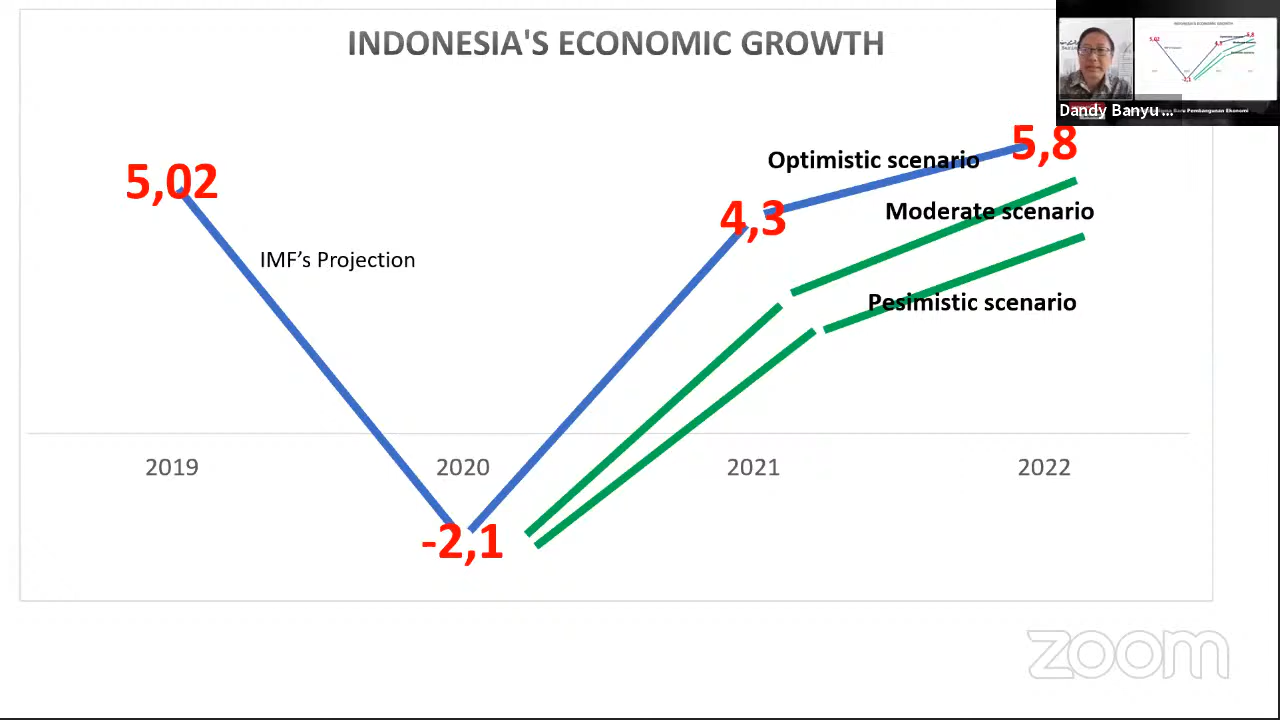 INDONESIA'S ECONOMIC GROWTH
Dandy Banyu ...
5,02
IMF's Projection
Optimistic scenario
5,8
4,3
Moderate scenario
Pesimistic scenario
2019
2020
2021
2022
-2,1
zoom